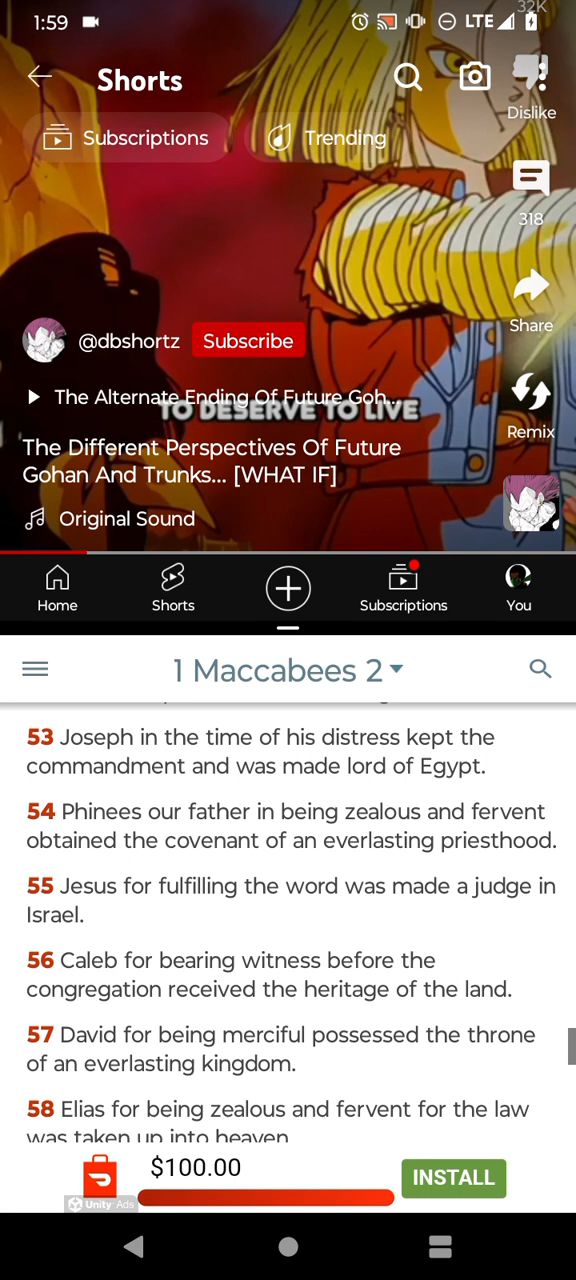 1:59
LTE
32K
Shorts
Dislike
Subscriptions
Trending
318
Share
@dbshortz
Subscribe
The Alternate Ending Of Future Goh...
TO DESERVE TO LIVE
Remix
The Different Perspectives Of Future
Gohan And Trunks... [WHAT IF]
Original Sound
Home
Shorts
Subscriptions
You
1 Maccabees 2
53 Joseph in the time of his distress kept the
commandment and was made lord of Egypt.
54 Phinees our father in being zealous and fervent
obtained the covenant of an everlasting priesthood.
55 Jesus for fulfilling the word was made a judge in
Israel.
56 Caleb for bearing witness before the
congregation received the heritage of the land.
57 David for being merciful possessed the throne
of an everlasting kingdom.
58 Elias for being zealous and fervent for the law
was taken up into heaven
$100.00
INSTALL
Unity Ads